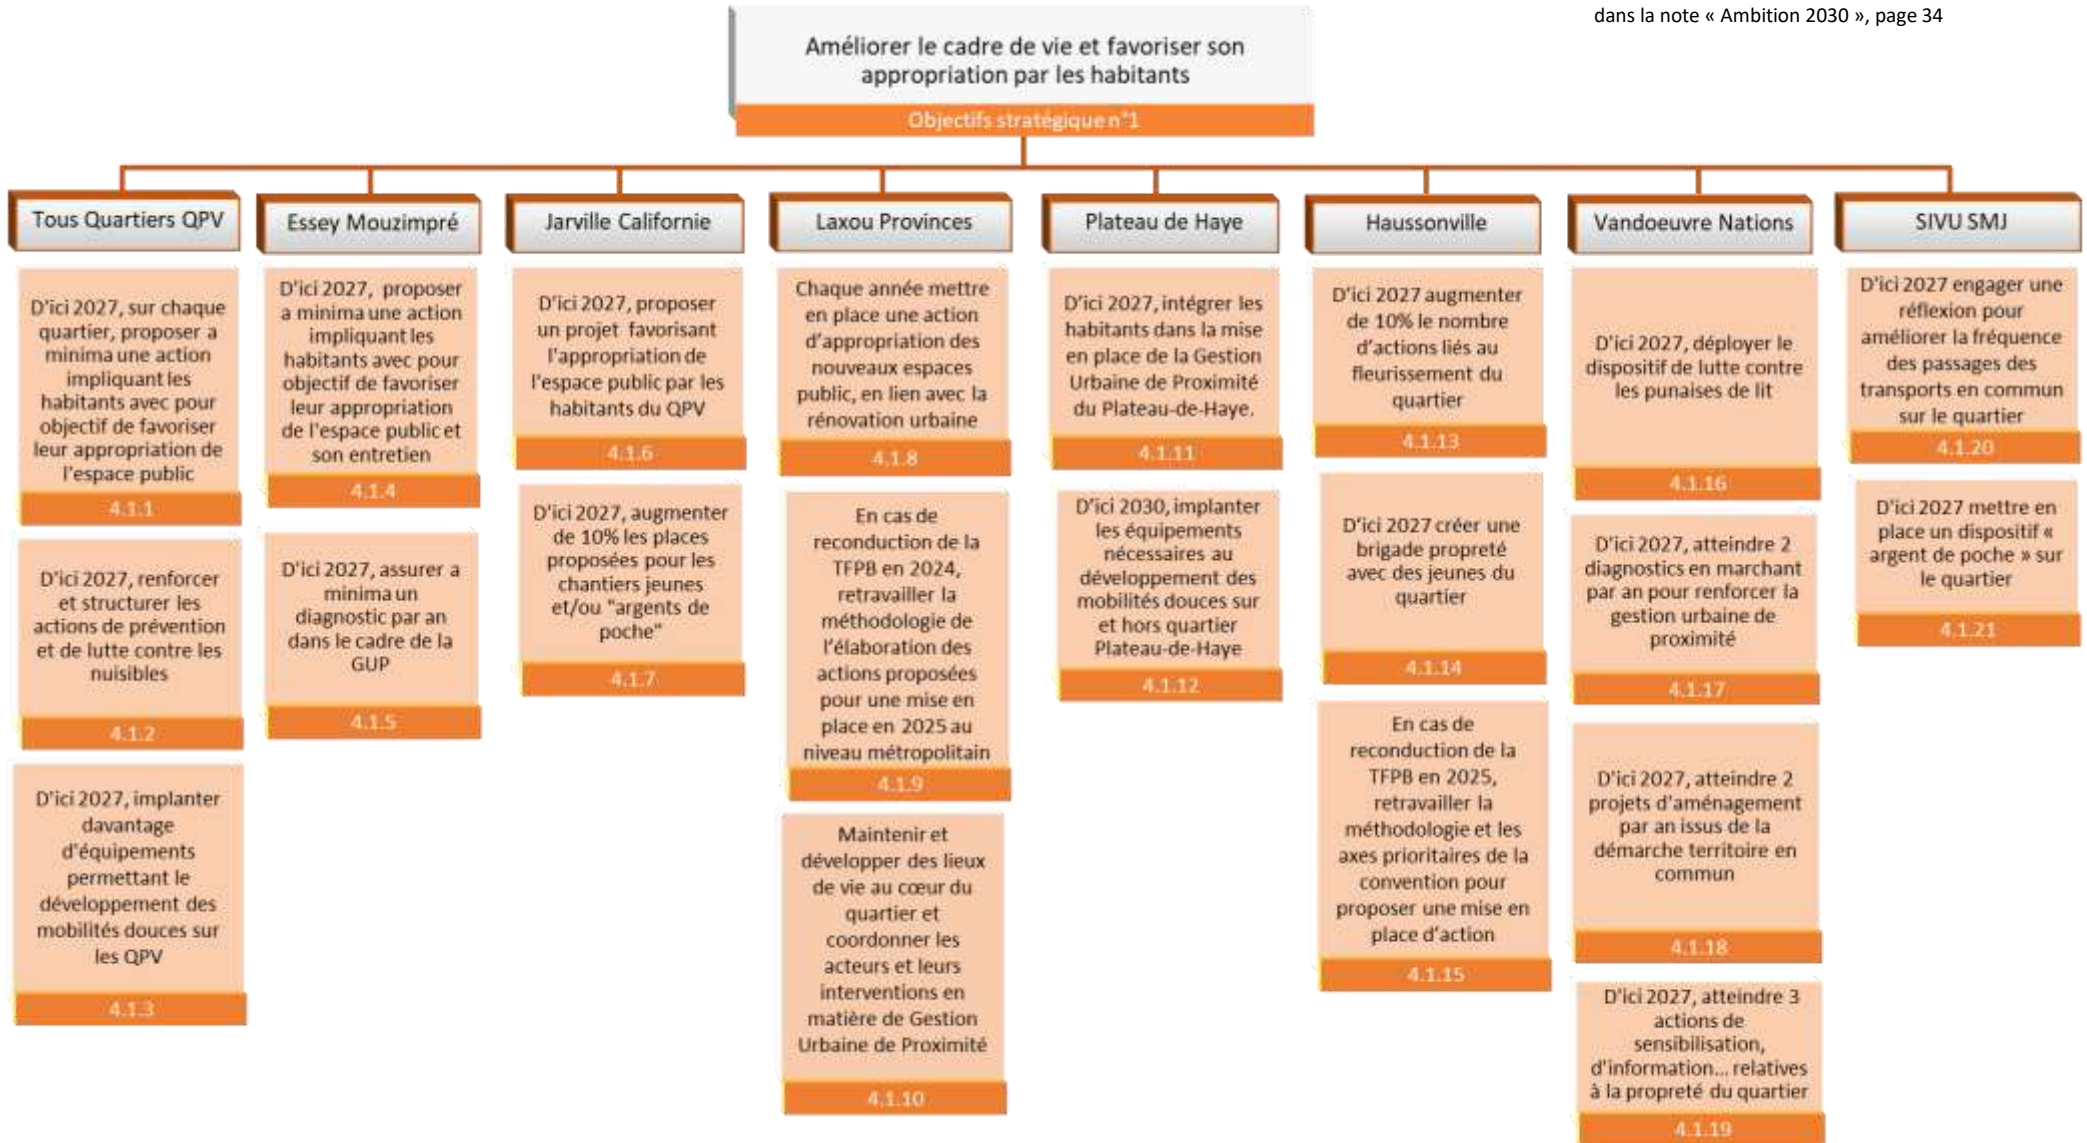 dans la note « Ambition 2030 », page 34
Améliorer le cadre de vie et favoriser son
appropriation par les habitants
Objectifs stratégique n°1
Tous Quartiers QPV
D'ici 2027, sur chaque
quartier, proposer a
minima une action
impliquant les
habitants avec pour
objectif de favoriser
leur appropriation de
l'espace public
4.1.1
D'ici 2027, renforcer
et structurer les
actions de prévention
et de lutte contre les
nuisibles
4.1.2
D'ici 2027, implanter
davantage
d'équipements
permettant le
développement des
mobilités douces sur
les QPV
4.1.3
Essey Mouzimpré
D'ici 2027, proposer
a minima une action
impliquant les
habitants avec pour
objectif de favoriser
leur appropriation
de l'espace public et
son entretien
4.1.4
D'ici 2027, assurer a
minima un
diagnostic par an
dans le cadre de la
GUP
4.1.5
Jarville Californie
D'ici 2027, proposer
un projet favorisant
l'appropriation de
l'espace public par les
habitants du QPV
4.1.6
D'ici 2027, augmenter
de 10% les places
proposées pour les
chantiers jeunes
et/ou "argents de
poche"
4.1.7
Laxou Provinces
Chaque année mettre
en place une action
d'appropriation des
nouveaux espaces
public, en lien avec la
rénovation urbaine
4.1.8
En cas de
reconduction de la
TFPB en 2024,
retravailler la
méthodologie de
l'élaboration des
actions proposées
pour une mise en
place en 2025 au
niveau métropolitain
4.1.9
Maintenir et
développer des lieux
de vie au cœur du
quartier et
coordonner les
acteurs et leurs
interventions en
matière de Gestion
Urbaine de Proximité
4.1.10
Plateau de Haye
D'ici 2027, intégrer les
habitants dans la mise
en place de la Gestion
Urbaine de Proximité
du Plateau-de-Haye.
4.1.11
D'ici 2030, implanter
les équipements
nécessaires au
développement des
mobilités douces sur
et hors quartier
Plateau-de-Haye
4.1.12
Haussonville
D'ici 2027 augmenter
de 10% le nombre
d'actions liés au
fleurissement du
quartier
4.1.13
D'ici 2027 créer une
brigade propreté
avec des jeunes du
quartier
4.1.14
En cas de
reconduction de la
TFPB en 2025,
retravailler la
méthodologie et les
axes prioritaires de la
convention pour
proposer une mise en
place d'action
4.1.15
Vandoeuvre Nations
D'ici 2027, déployer le
dispositif de lutte contre
les punaises de lit
4.1.16
D'ici 2027, atteindre 2
diagnostics en marchant
par an pour renforcer la
gestion urbaine de
proximité
4.1.17
D'ici 2027, atteindre 2
projets d'aménagement
par an issus de la
démarche territoire en
commun
4.1.18
D'ici 2027, atteindre 3
actions de
sensibilisation,
d'information... relatives
à la propreté du quartier
4.1.19
SIVU SMJ
D'ici 2027 engager une
réflexion pour
améliorer la fréquence
des passages des
transports en commun
sur le quartier
4.1.20
D'ici 2027 mettre en
place un dispositif «
argent de poche » sur
le quartier
4.1.21